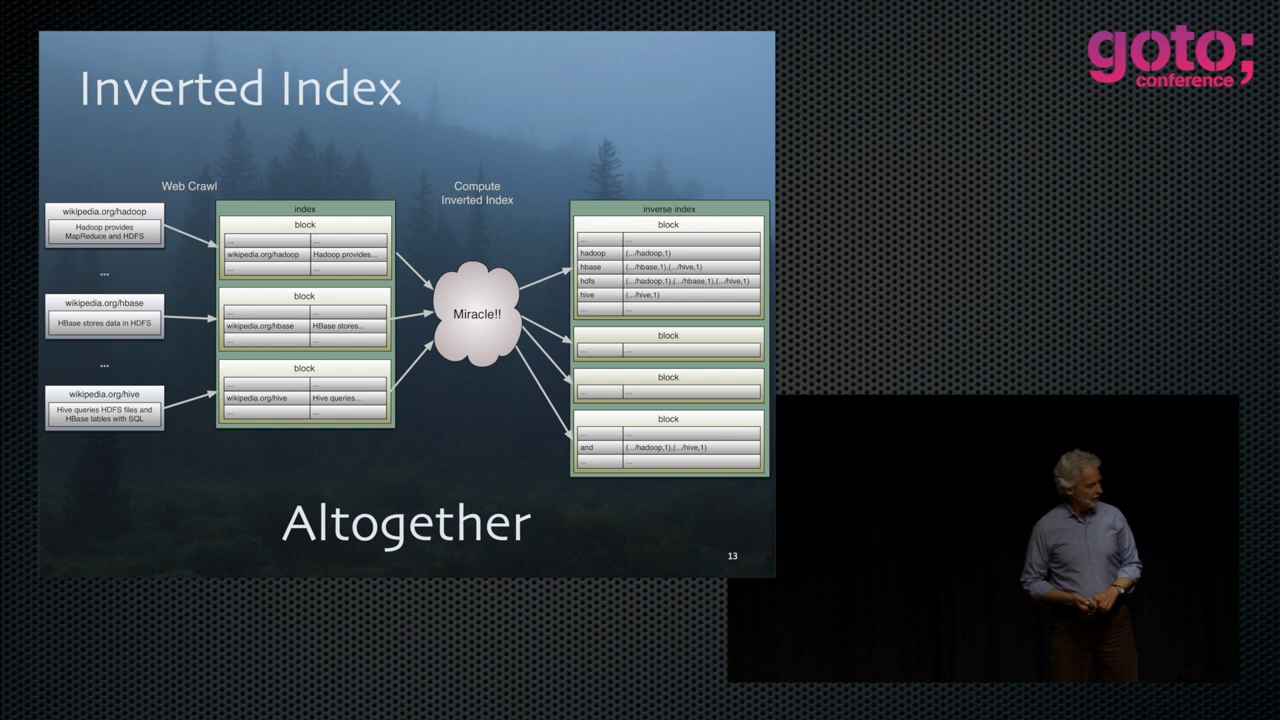 goto;
conference
Inverted Index
Web Crawl
Compute
Inverted Index
wikipedia.org/hadoop
Hadoop provides
MapReduce and HDFS
...
wikipedia.org/hbase
HBase stores data in HDFS
...
wikipedia.org/hive
Hive queries HDFS files and
HBase tables with SQL
index
block
... ...
wikipedia.org/hadoop Hadoop provides...
... ...
block
... ...
wikipedia.org/hbase HBase stores...
... ...
block
... ...
wikipedia.org/hive Hive queries...
... ...
Miracle!!
inverse index
block
... ...
hadoop (.../hadoop,1)
hbase (.../hbase,1),(.../hive,1)
hdfs (.../hadoop,1),(.../hbase,1),(.../hive,1)
hive (.../hive,1)
... ...
block
... ...
block
... ...
block
... ...
and (.../hadoop,1),(.../hive,1)
... ...
Altogether
13